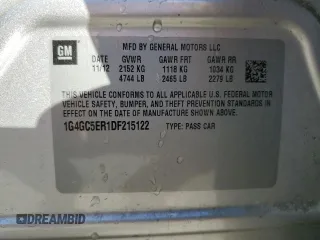 GM
MFD BY GENERAL MOTORS LLC
DATE GVWR GAWR FRT GAWR RR
11/12 2152 KG 1118 KG 1034 KG
4744 LB 2465 LB 2279 LB
THIS VEHICLE CONFORMS TO ALL APPLICABLE U.S. FEDERAL MOTOR
VEHICLE SAFETY, BUMPER, AND THEFT PREVENTION STANDARDS
IN EFFECT ON THE DATE OF MANUFACTURE SHOWN ABOVE.
1G4GC5ER1DF215122 TYPE: PASS CAR
DREAMBID